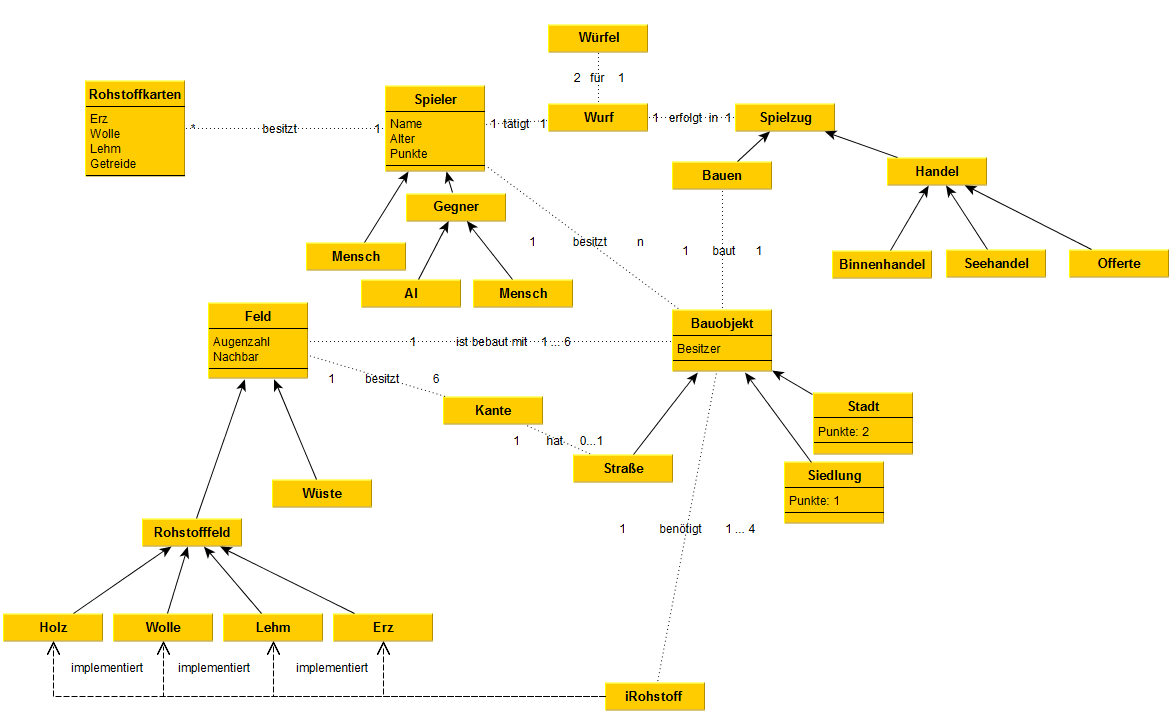 Würfel
2 für 1
Rohstoffkarten
Erz
Wolle
Lehm
Getreide
* besitzt 1
Spieler
Name
Alter
Punkte
1 tätigt 1
Wurf
1 erfolgt in 1
Spielzug
Bauen
Handel
Gegner
Mensch
AI
Mensch
1 besitzt n
1 baut 1
Binnenhandel
Seehandel
Offerte
Feld
Augenzahl
Nachbar
1 ist bebaut mit 1 ... 6
Bauobjekt
Besitzer
1 besitzt 6
Kante
1 hat 0...1
Straße
Stadt
Punkte: 2
Siedlung
Punkte: 1
Wüste
Rohstofffeld
1 benötigt 1 ... 4
Holz
Wolle
Lehm
Erz
implementiert
implementiert
implementiert
iRohstoff